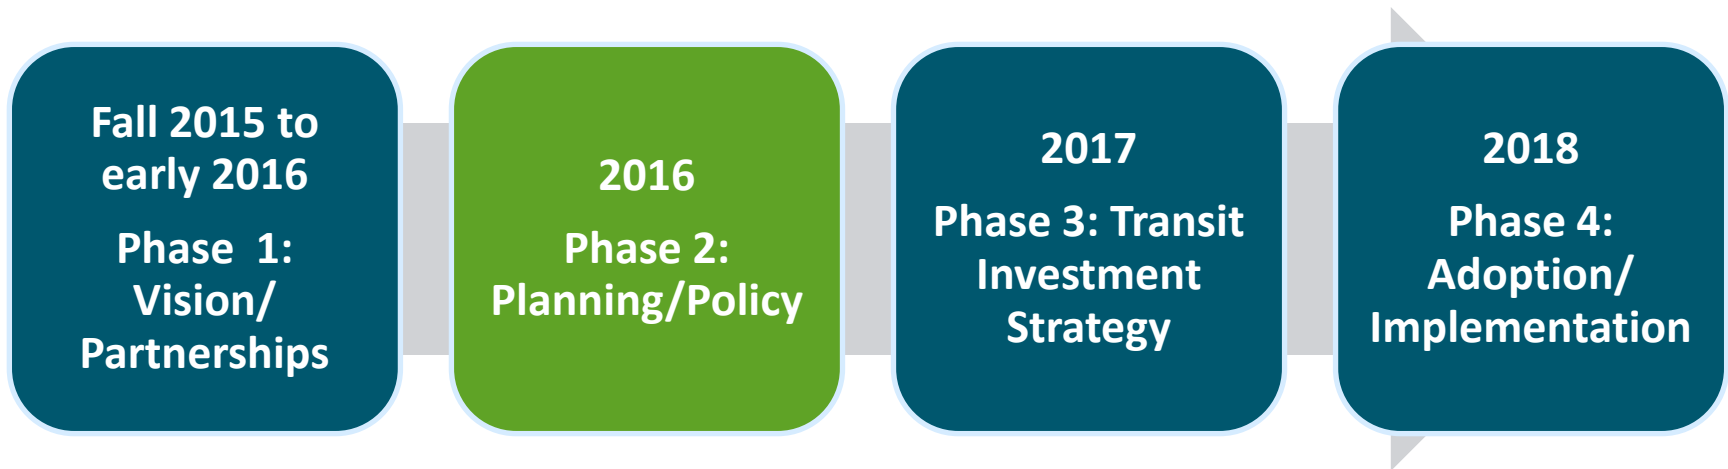 Fall 2015 to
early 2016
Phase 1:
Vision/
Partnerships
2016
Phase 2:
Planning/Policy
2017
Phase 3: Transit
Investment
Strategy
2018
Phase 4:
Adoption/
Implementation